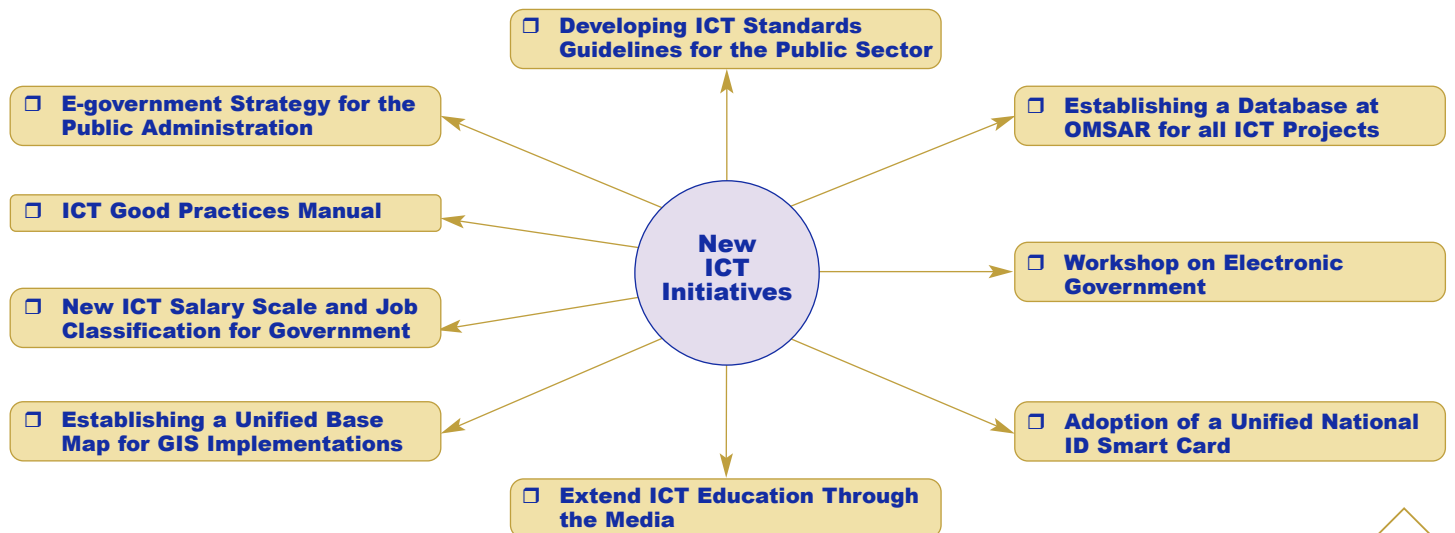 ❒ Developing ICT Standards
Guidelines for the Public Sector
❒ E-government Strategy for the
Public Administration
❒ Establishing a Database at
OMSAR for all ICT Projects
❒ ICT Good Practices Manual
New
ICT
Initiatives
❒ Workshop on Electronic
Government
❒ New ICT Salary Scale and Job
Classification for Government
❒ Establishing a Unified Base
Map for GIS Implementations
❒ Adoption of a Unified National
ID Smart Card
❒ Extend ICT Education Through
the Media